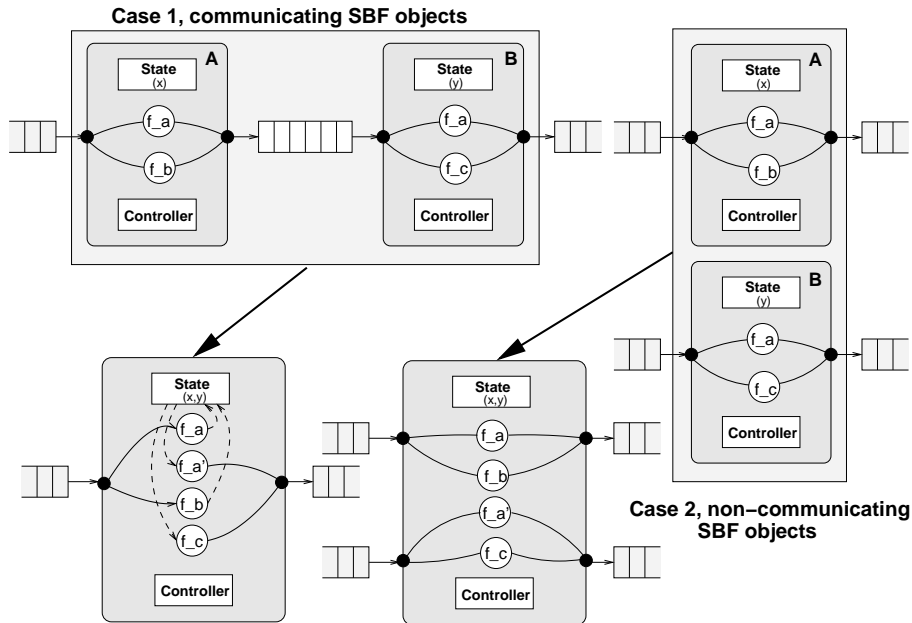 Case 1, communicating SBF objects
A
State
(x)
f_a
f_b
Controller
B
State
(y)
f_a
f_c
Controller
A
State
(x)
f_a
f_b
Controller
B
State
(y)
f_a
f_c
Controller
Case 2, non−communicating
SBF objects
State
(x,y)
f_a
f_a'
f_b
f_c
Controller
State
(x,y)
f_a
f_b
f_a'
f_c
Controller